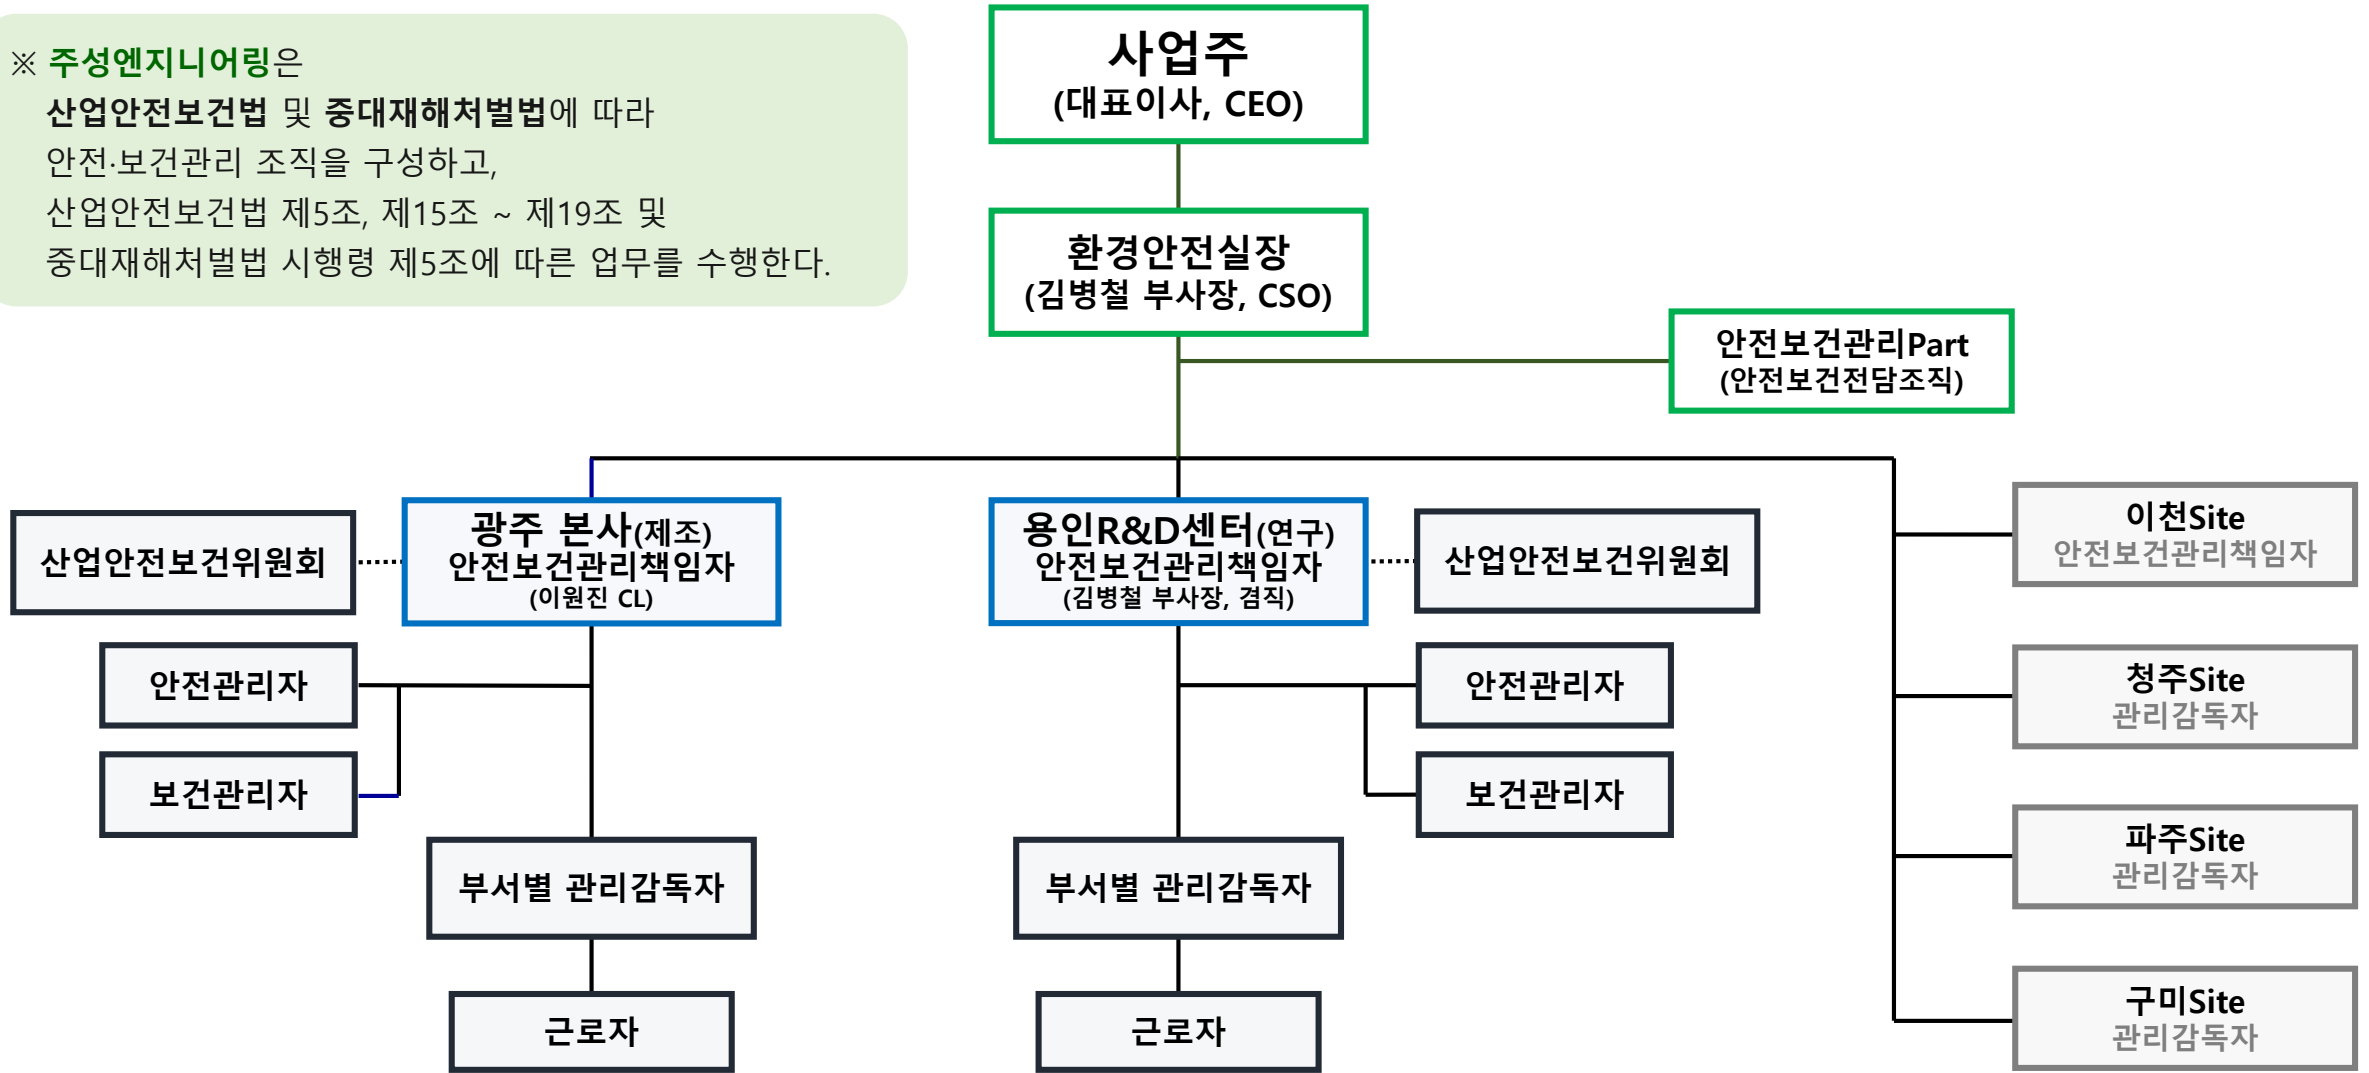 ※ 주성엔지니어링은
산업안전보건법 및 중대재해처벌법에 따라
안전·보건관리 조직을 구성하고,
산업안전보건법 제5조, 제15조 ~ 제19조 및
중대재해처벌법 시행령 제5조에 따른 업무를 수행한다.
사업주
(대표이사, CEO)
환경안전실장
(김병철 부사장, CSO)
안전보건관리Part
(안전보건전담조직)
산업안전보건위원회
광주 본사(제조)
안전보건관리책임자
(이원진 CL)
안전관리자
보건관리자
부서별 관리감독자
근로자
용인R&D센터(연구)
안전보건관리책임자
(김병철 부사장, 겸직)
산업안전보건위원회
안전관리자
보건관리자
부서별 관리감독자
근로자
이천Site
안전보건관리책임자
청주Site
관리감독자
파주Site
관리감독자
구미Site
관리감독자